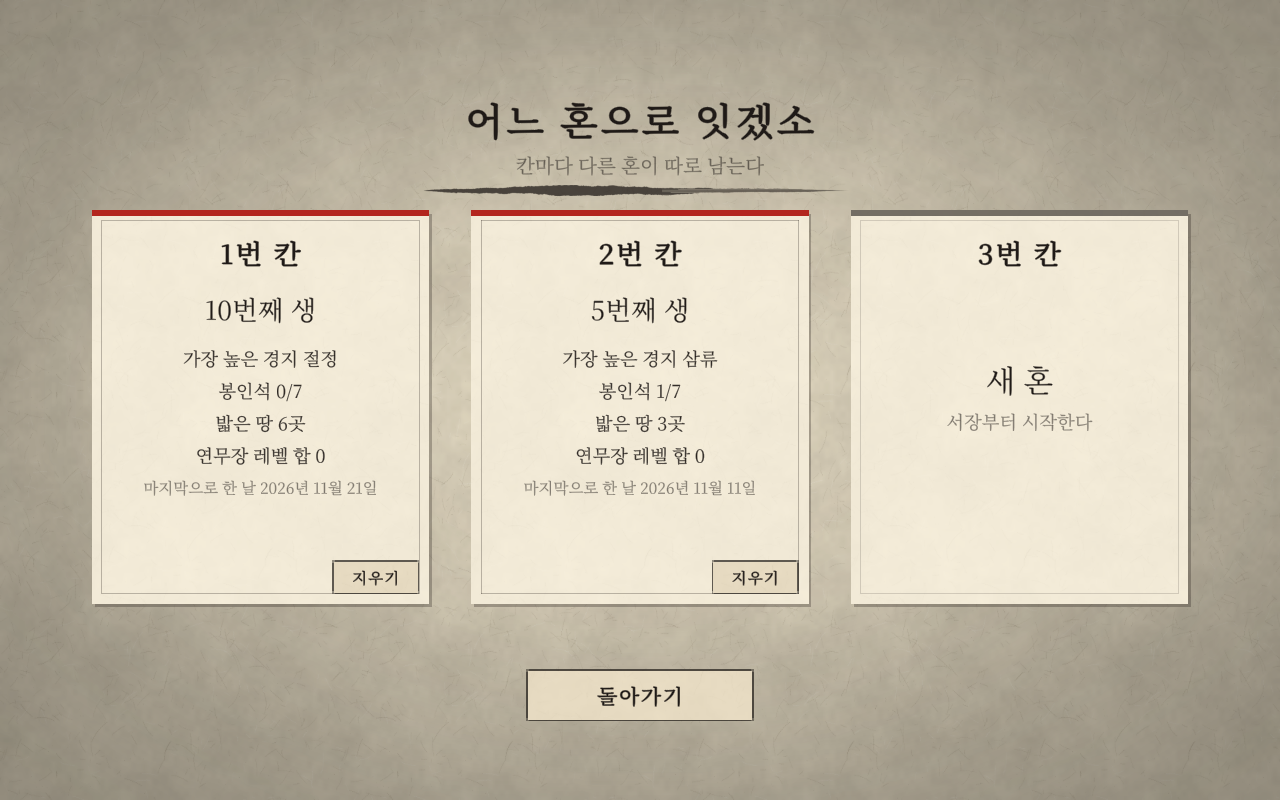 어느 혼으로 잇겠소
칸마다 다른 혼이 따로 남는다
1번 칸
10번째 생
가장 높은 경지 절정
봉인석 0/7
밟은 땅 6곳
연무장 레벨 합 0
마지막으로 한 날 2026년 11월 21일
지우기
2번 칸
5번째 생
가장 높은 경지 삼류
봉인석 1/7
밟은 땅 3곳
연무장 레벨 합 0
마지막으로 한 날 2026년 11월 11일
지우기
3번 칸
새 혼
서장부터 시작한다
돌아가기